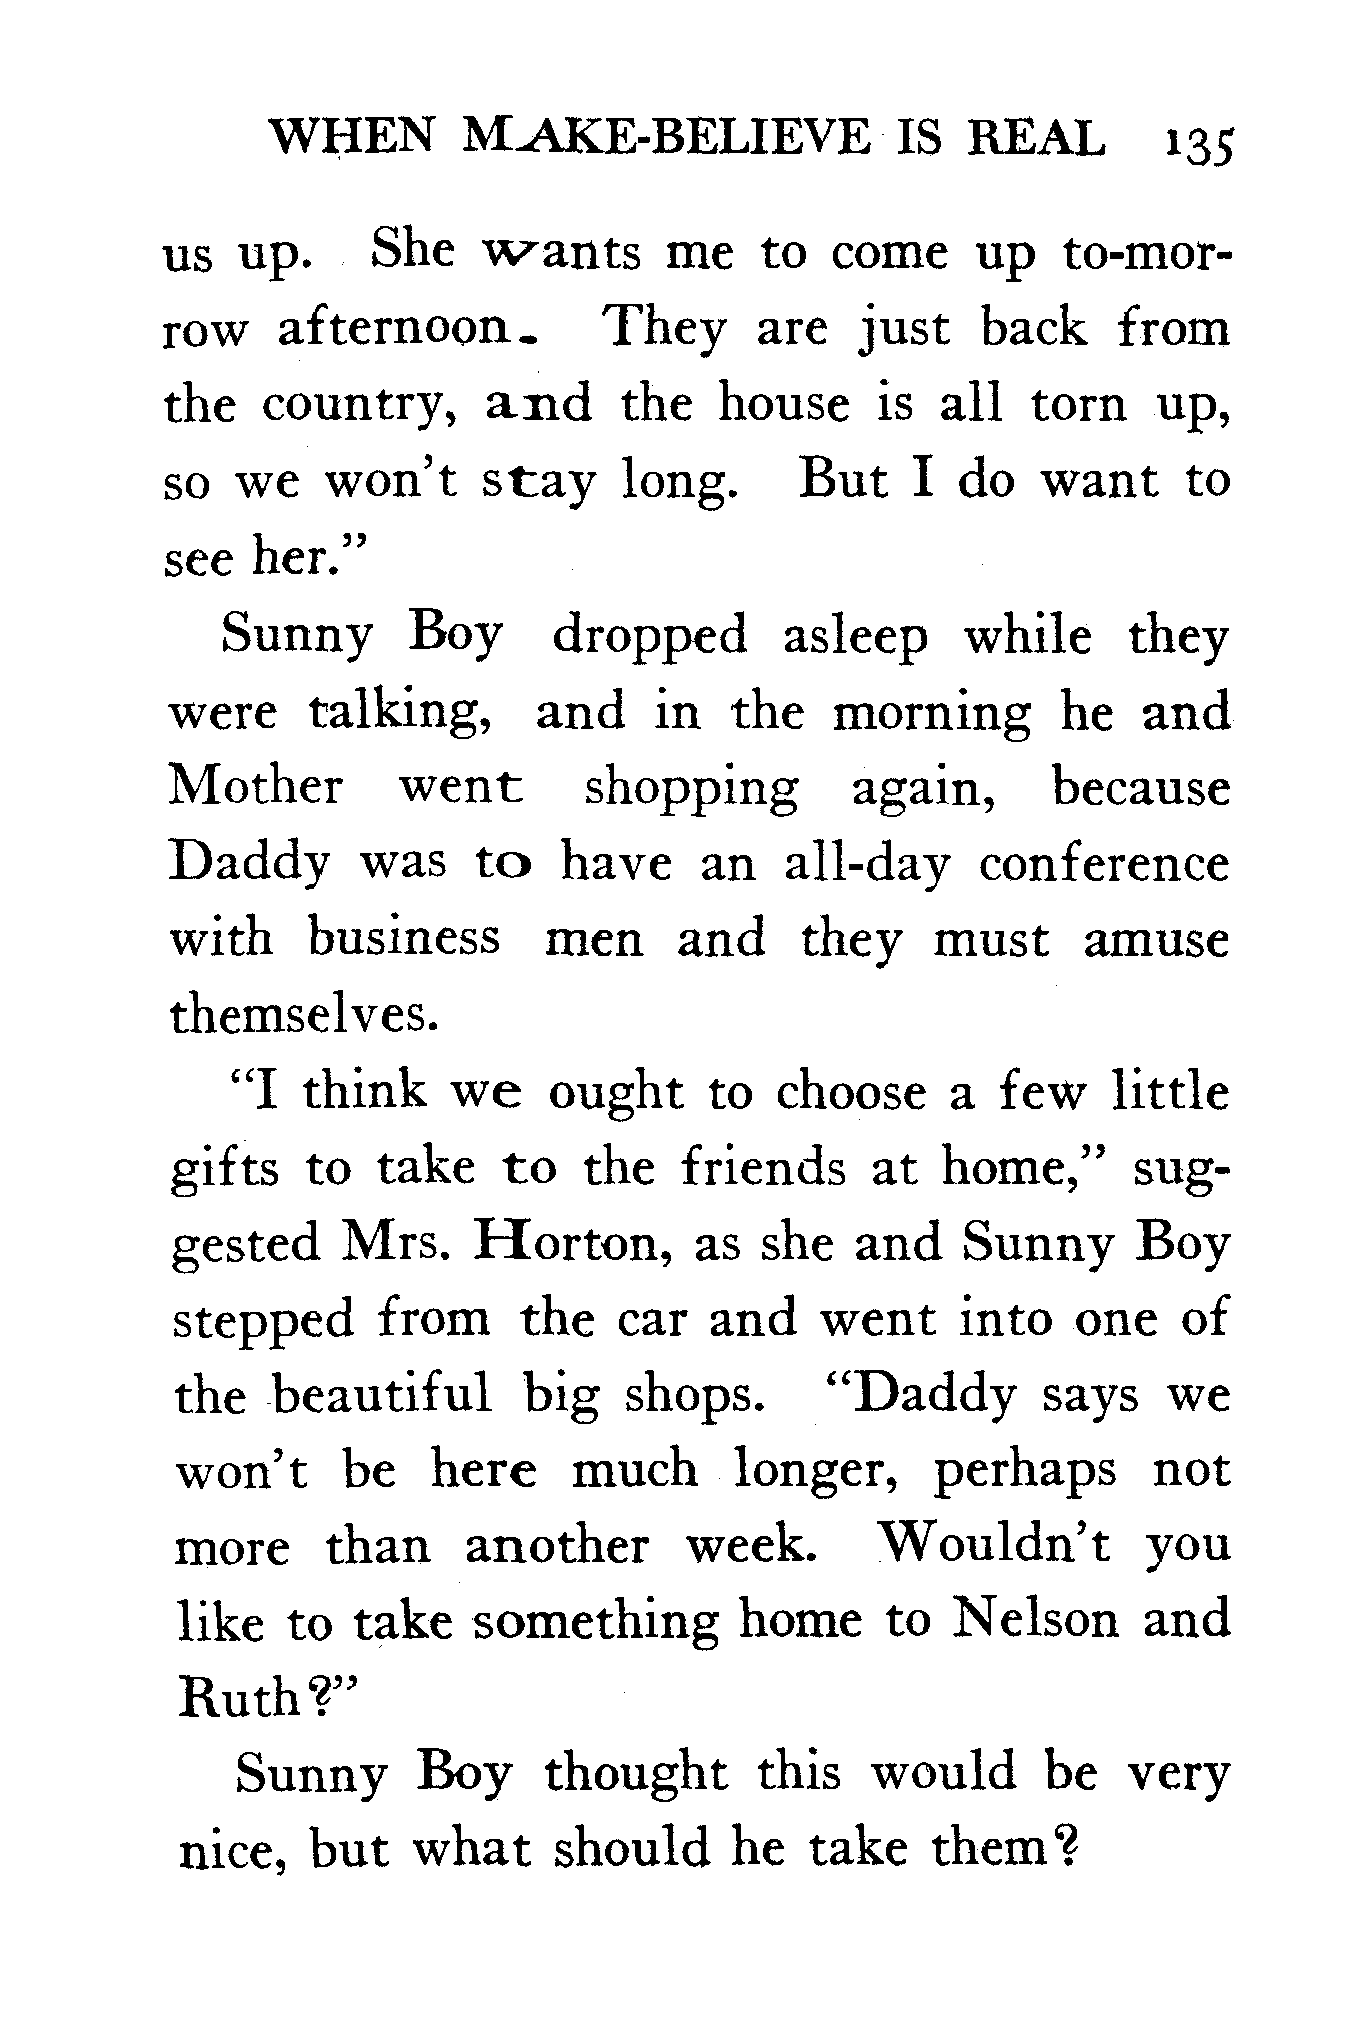 WHEN MAKE-BELIEVE IS REAL 135
us up. She wants me to come up to-mor-
row afternoon. They are just back from
the country, and the house is all torn up,
so we won't stay long. But I do want to
see her."
Sunny Boy dropped asleep while they
were talking, and in the morning he and
Mother went shopping again, because
Daddy was to have an all-day conference
with business men and they must amuse
themselves.
"I think we ought to choose a few little
gifts to take to the friends at home," sug-
gested Mrs. Horton, as she and Sunny Boy
stepped from the car and went into one of
the beautiful big shops. "Daddy says we
won't be here much longer, perhaps not
more than another week. Wouldn't you
like to take something home to Nelson and
Ruth?"
Sunny Boy thought this would be very
nice, but what should he take them?